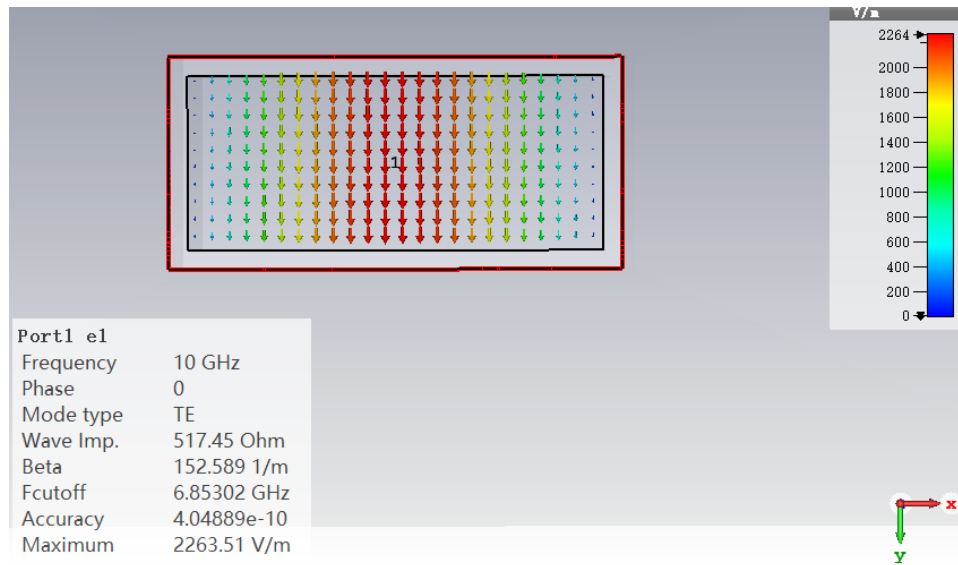 V/m
2264
2000
1800
1600
1400
1200
1000
800
600
400
200
0
1
Port1 e1
Frequency 10 GHz
Phase 0
Mode type TE
Wave Imp. 517.45 Ohm
Beta 152.589 1/m
Fcutoff 6.85302 GHz
Accuracy 4.04889e-10
Maximum 2263.51 V/m
x
y